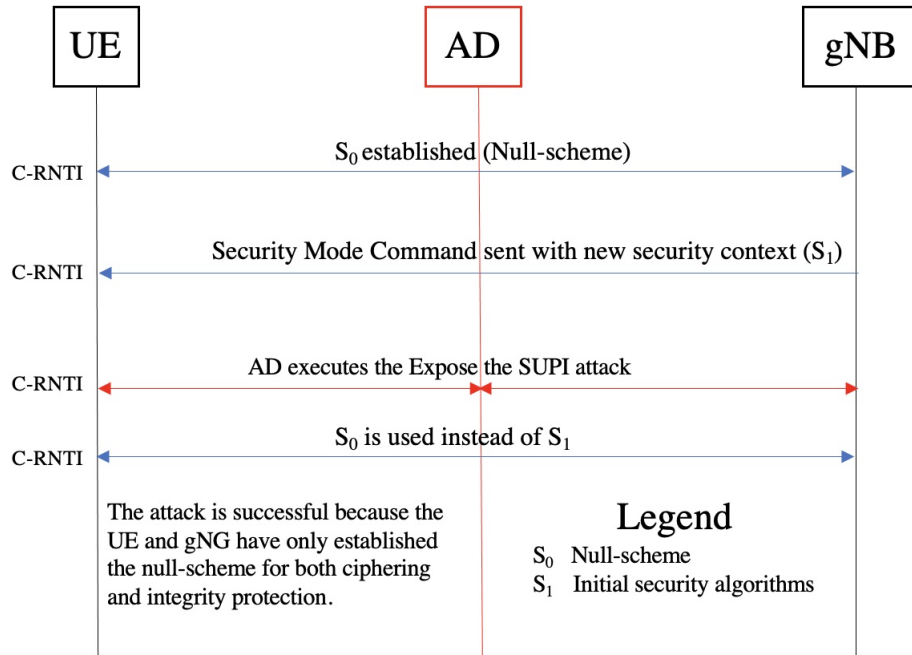 UE
AD
gNB
S₀ established (Null-scheme)
C-RNTI
Security Mode Command sent with new security context (S₁)
C-RNTI
AD executes the Expose the SUPI attack
C-RNTI
S₀ is used instead of S₁
C-RNTI
The attack is successful because the
UE and gNG have only established
the null-scheme for both ciphering
and integrity protection.
Legend
S₀ Null-scheme
S₁ Initial security algorithms